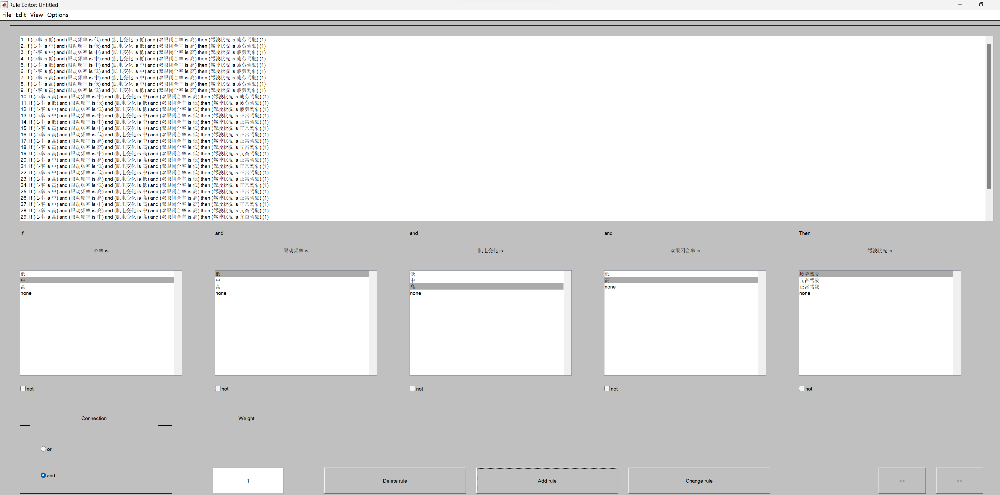 Rule Editor: Untitled
File Edit View Options
1. If (心率 is 低) and (眼动频率 is 低) and (肌电变化 is 低) and (双眼闭合率 is 高) then (驾驶状况 is 疲劳驾驶) (1)
2. If (心率 is 中) and (眼动频率 is 低) and (肌电变化 is 低) and (双眼闭合率 is 高) then (驾驶状况 is 疲劳驾驶) (1)
3. If (心率 is 中) and (眼动频率 is 中) and (肌电变化 is 低) and (双眼闭合率 is 高) then (驾驶状况 is 疲劳驾驶) (1)
4. If (心率 is 低) and (眼动频率 is 中) and (肌电变化 is 低) and (双眼闭合率 is 高) then (驾驶状况 is 疲劳驾驶) (1)
5. If (心率 is 低) and (眼动频率 is 中) and (肌电变化 is 中) and (双眼闭合率 is 高) then (驾驶状况 is 疲劳驾驶) (1)
6. If (心率 is 低) and (眼动频率 is 低) and (肌电变化 is 中) and (双眼闭合率 is 高) then (驾驶状况 is 疲劳驾驶) (1)
7. If (心率 is 高) and (眼动频率 is 中) and (肌电变化 is 中) and (双眼闭合率 is 高) then (驾驶状况 is 疲劳驾驶) (1)
8. If (心率 is 高) and (眼动频率 is 低) and (肌电变化 is 中) and (双眼闭合率 is 高) then (驾驶状况 is 疲劳驾驶) (1)
9. If (心率 is 高) and (眼动频率 is 低) and (肌电变化 is 低) and (双眼闭合率 is 高) then (驾驶状况 is 疲劳驾驶) (1)
10. If (心率 is 高) and (眼动频率 is 中) and (肌电变化 is 中) and (双眼闭合率 is 高) then (驾驶状况 is 疲劳驾驶) (1)
11. If (心率 is 低) and (眼动频率 is 低) and (肌电变化 is 低) and (双眼闭合率 is 低) then (驾驶状况 is 疲劳驾驶) (1)
12. If (心率 is 中) and (眼动频率 is 低) and (肌电变化 is 低) and (双眼闭合率 is 低) then (驾驶状况 is 疲劳驾驶) (1)
13. If (心率 is 中) and (眼动频率 is 中) and (肌电变化 is 中) and (双眼闭合率 is 低) then (驾驶状况 is 正常驾驶) (1)
14. If (心率 is 低) and (眼动频率 is 中) and (肌电变化 is 中) and (双眼闭合率 is 低) then (驾驶状况 is 正常驾驶) (1)
15. If (心率 is 高) and (眼动频率 is 中) and (肌电变化 is 中) and (双眼闭合率 is 低) then (驾驶状况 is 正常驾驶) (1)
16. If (心率 is 高) and (眼动频率 is 低) and (肌电变化 is 中) and (双眼闭合率 is 低) then (驾驶状况 is 正常驾驶) (1)
17. If (心率 is 高) and (眼动频率 is 高) and (肌电变化 is 中) and (双眼闭合率 is 低) then (驾驶状况 is 正常驾驶) (1)
18. If (心率 is 高) and (眼动频率 is 高) and (肌电变化 is 高) and (双眼闭合率 is 低) then (驾驶状况 is 亢奋驾驶) (1)
19. If (心率 is 高) and (眼动频率 is 中) and (肌电变化 is 高) and (双眼闭合率 is 低) then (驾驶状况 is 亢奋驾驶) (1)
20. If (心率 is 中) and (眼动频率 is 高) and (肌电变化 is 高) and (双眼闭合率 is 低) then (驾驶状况 is 正常驾驶) (1)
21. If (心率 is 中) and (眼动频率 is 低) and (肌电变化 is 高) and (双眼闭合率 is 低) then (驾驶状况 is 正常驾驶) (1)
22. If (心率 is 中) and (眼动频率 is 低) and (肌电变化 is 中) and (双眼闭合率 is 低) then (驾驶状况 is 正常驾驶) (1)
23. If (心率 is 高) and (眼动频率 is 高) and (肌电变化 is 低) and (双眼闭合率 is 低) then (驾驶状况 is 正常驾驶) (1)
24. If (心率 is 高) and (眼动频率 is 低) and (肌电变化 is 低) and (双眼闭合率 is 低) then (驾驶状况 is 正常驾驶) (1)
25. If (心率 is 中) and (眼动频率 is 高) and (肌电变化 is 中) and (双眼闭合率 is 高) then (驾驶状况 is 正常驾驶) (1)
26. If (心率 is 中) and (眼动频率 is 高) and (肌电变化 is 高) and (双眼闭合率 is 高) then (驾驶状况 is 正常驾驶) (1)
27. If (心率 is 中) and (眼动频率 is 中) and (肌电变化 is 高) and (双眼闭合率 is 高) then (驾驶状况 is 正常驾驶) (1)
28. If (心率 is 高) and (眼动频率 is 高) and (肌电变化 is 中) and (双眼闭合率 is 高) then (驾驶状况 is 亢奋驾驶) (1)
29. If (心率 is 高) and (眼动频率 is 中) and (肌电变化 is 高) and (双眼闭合率 is 高) then (驾驶状况 is 亢奋驾驶) (1)
If and and and Then
心率 is 眼动频率 is 肌电变化 is 双眼闭合率 is 驾驶状况 is
低 低 低 低 疲劳驾驶
中 中 中 高 亢奋驾驶
高 高 高 none 正常驾驶
none none none none
not not not not not
Connection Weight:
or
and
1 Delete rule Add rule Change rule << >>